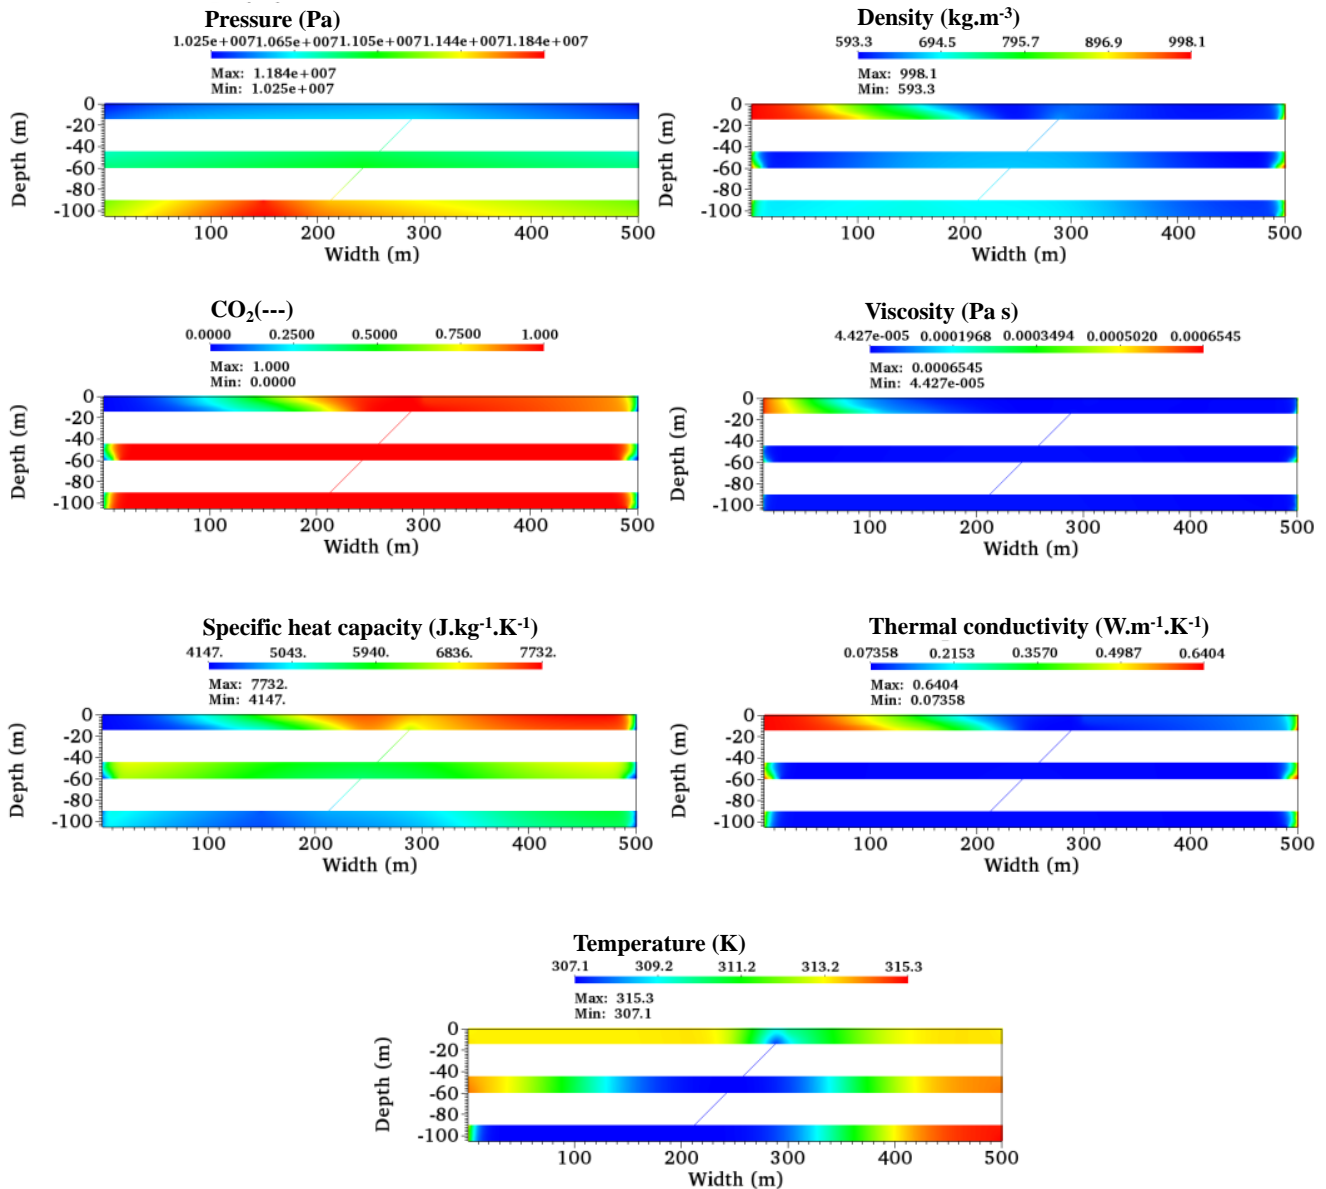 Pressure (Pa)
1.025e+0071.065e+0071.105e+0071.144e+0071.184e+007
Max: 1.184e+007
Min: 1.025e+007
0
-20
-40
-60
-80
-100
Depth (m)
100 200 300 400 500
Width (m)
Density (kg.m-3)
593.3 694.5 795.7 896.9 998.1
Max: 998.1
Min: 593.3
0
-20
-40
-60
-80
-100
Depth (m)
100 200 300 400 500
Width (m)
CO2(---)
0.0000 0.2500 0.5000 0.7500 1.000
Max: 1.000
Min: 0.0000
0
-20
-40
-60
-80
-100
Depth (m)
100 200 300 400 500
Width (m)
Viscosity (Pa s)
4.427e-005 0.0001968 0.0003494 0.0005020 0.0006545
Max: 0.0006545
Min: 4.427e-005
0
-20
-40
-60
-80
-100
Depth (m)
100 200 300 400 500
Width (m)
Specific heat capacity (J.kg-1.K-1)
4147. 5043. 5940. 6836. 7732.
Max: 7732.
Min: 4147.
0
-20
-40
-60
-80
-100
Depth (m)
100 200 300 400 500
Width (m)
Thermal conductivity (W.m-1.K-1)
0.07358 0.2153 0.3570 0.4987 0.6404
Max: 0.6404
Min: 0.07358
0
-20
-40
-60
-80
-100
Depth (m)
100 200 300 400 500
Width (m)
Temperature (K)
307.1 309.2 311.2 313.2 315.3
Max: 315.3
Min: 307.1
0
-20
-40
-60
-80
-100
Depth (m)
100 200 300 400 500
Width (m)